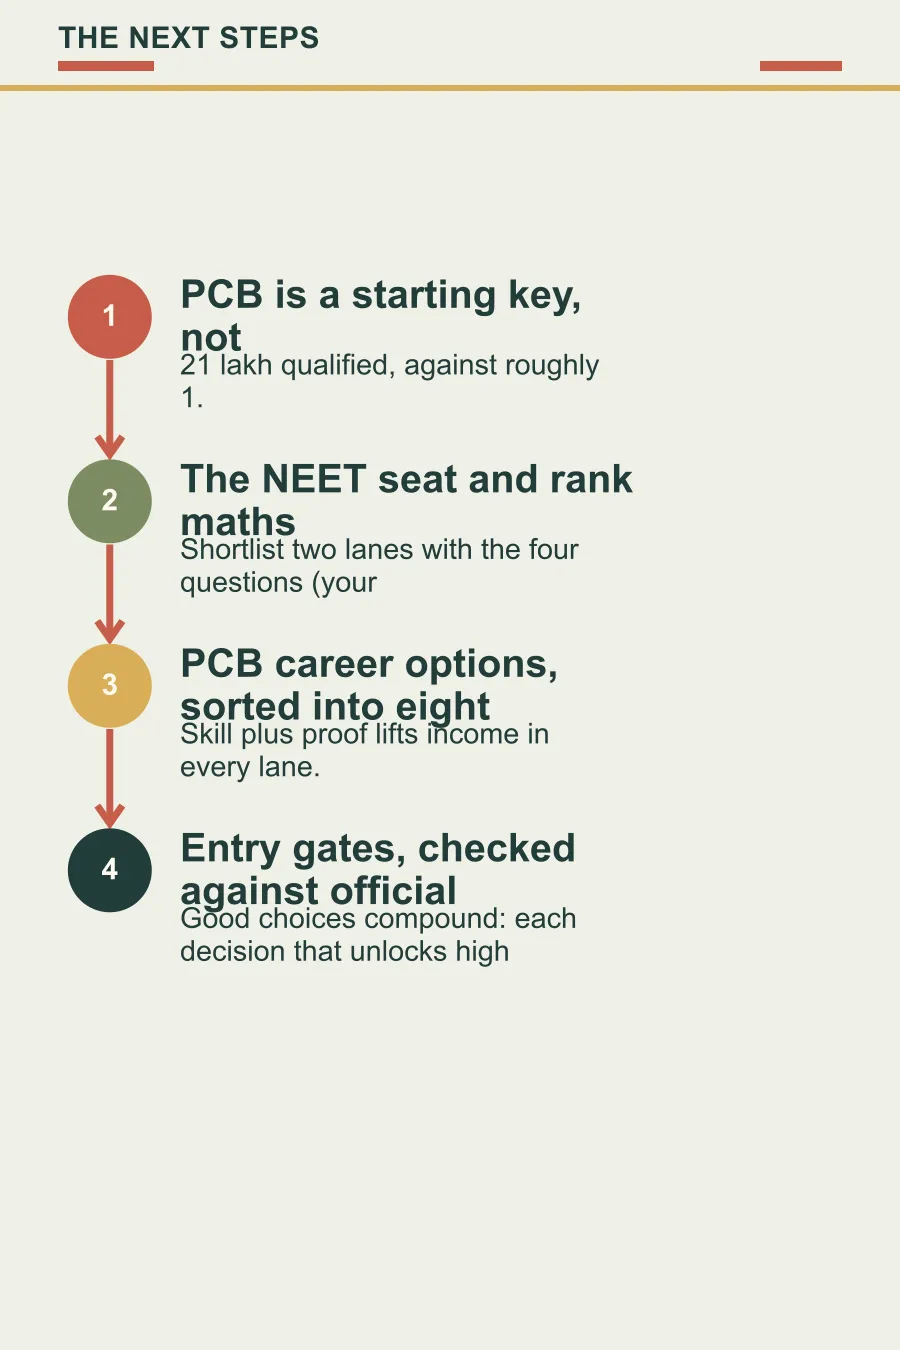 THE NEXT STEPS
1
PCB is a starting key,
not
21 lakh qualified, against roughly
1.
2
The NEET seat and rank
maths
Shortlist two lanes with the four
questions (your
3
PCB career options,
sorted into eight
Skill plus proof lifts income in
every lane.
4
Entry gates, checked
against official
Good choices compound: each
decision that unlocks high